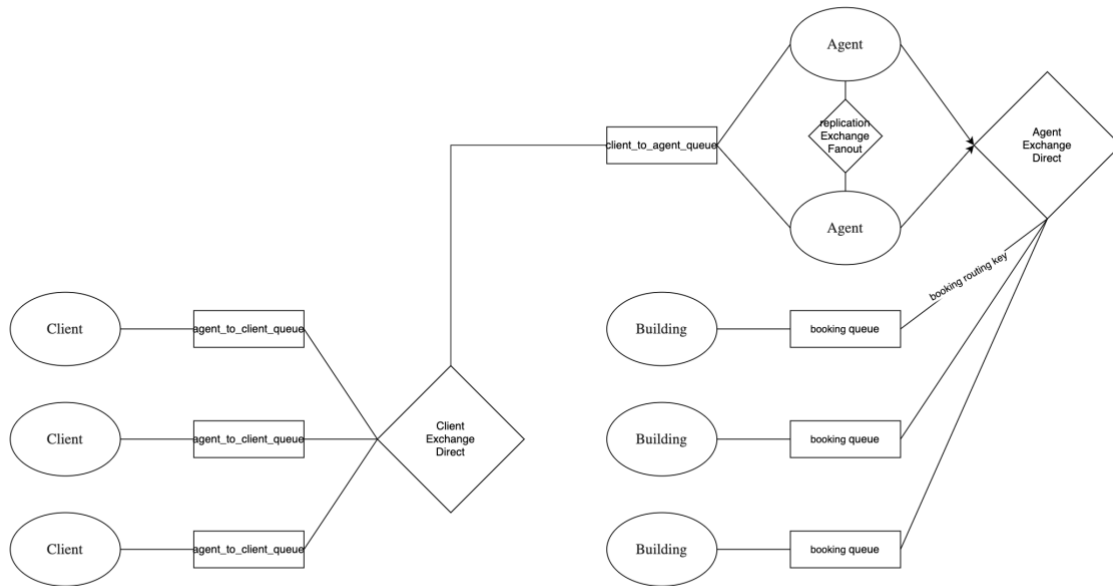 Agent
replication
Exchange
Fanout
client_to_agent_queue
Agent
Exchange
Direct
Agent
booking routing key
Client
agent_to_client_queue
Building
booking queue
Client
agent_to_client_queue
Client
Exchange
Direct
Building
booking queue
Client
agent_to_client_queue
Building
booking queue